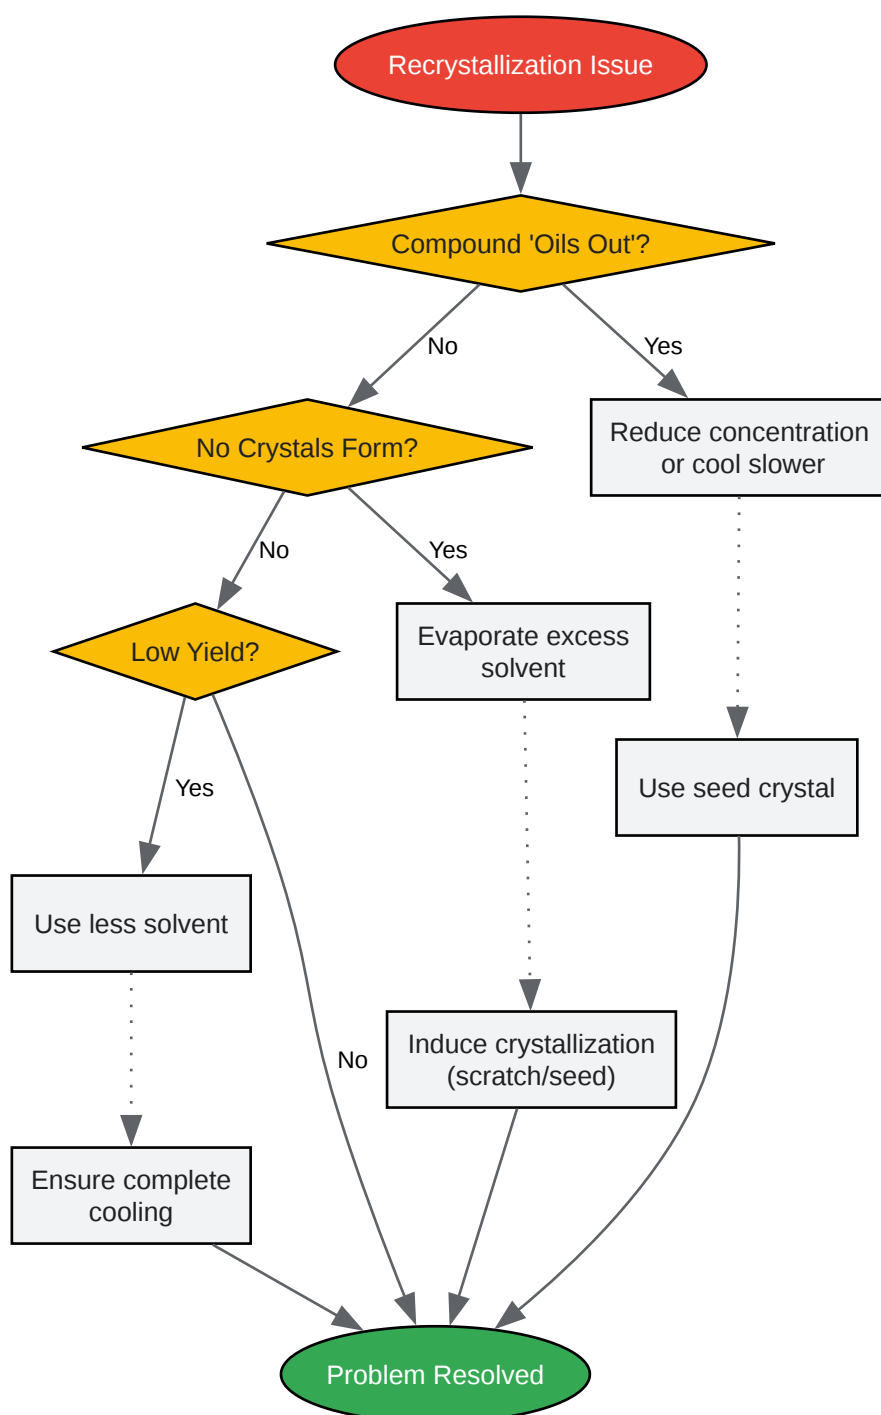 Recrystallization Issue
Compound 'Oils Out'?
No
Yes
No Crystals Form?
Reduce concentration
or cool slower
No
Yes
Low Yield?
Evaporate excess
solvent
Use seed crystal
Yes
Use less solvent
No
Induce crystallization
(scratch/seed)
Ensure complete
cooling
Problem Resolved